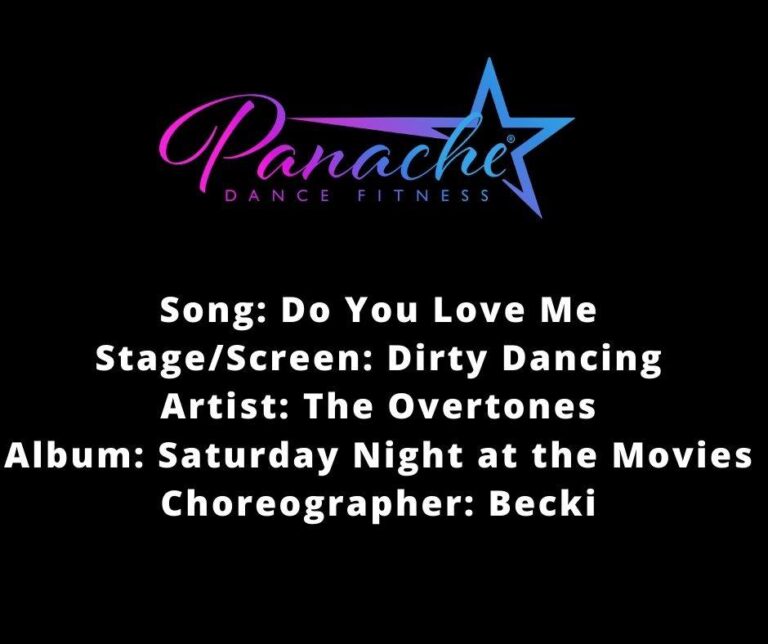 Panache®
DANCE FITNESS
Song: Do You Love Me
Stage/Screen: Dirty Dancing
Artist: The Overtones
Album: Saturday Night at the Movies
Choreographer: Becki